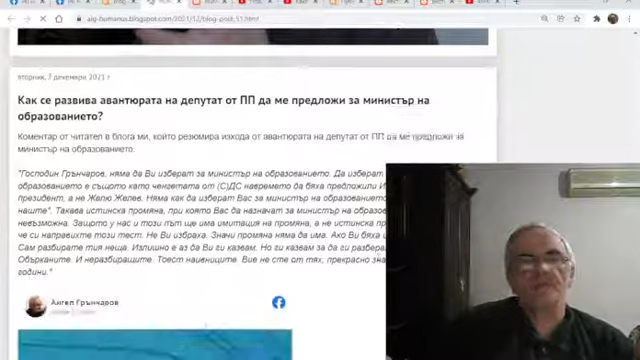 aig-humanus.blogspot.com/2021/12/blog-post_51.html
вторник, 7 декември 2021 г.
Как се развива авантюрата на депутат от ПП да ме предложи за министър на
образованието?
Коментар от читател в блога ми, който резюмира изхода от авантюрата на депутат от ПП да ме предложи за
министър на образованието.
"Господин Грънчаров, няма да Ви изберат за министър на образованието. Да изберат
образованието е същото като ченгетата от (С)ДС навремето да бяха предложили
президент, а не Желю Желев. Няма как да изберат Вас за министър на образованието
наште". Такава истинска промяна, при която Вас да назначат за министър на
невъзможна. Защото у нас и този път ще има имитация на промяна, а не истинска
че си направихте този тест. Не Ви избраха. Значи промяна няма да има. Ако Ви бяха
Сам разбирате тия неща. Излишно е аз да Ви ги казвам. Но ги казвам за да ги
Обърканите. И неразбиращите. Тоест наивниците. Вие не сте от тях, прекрасно
години."
Ангел Грънчаров